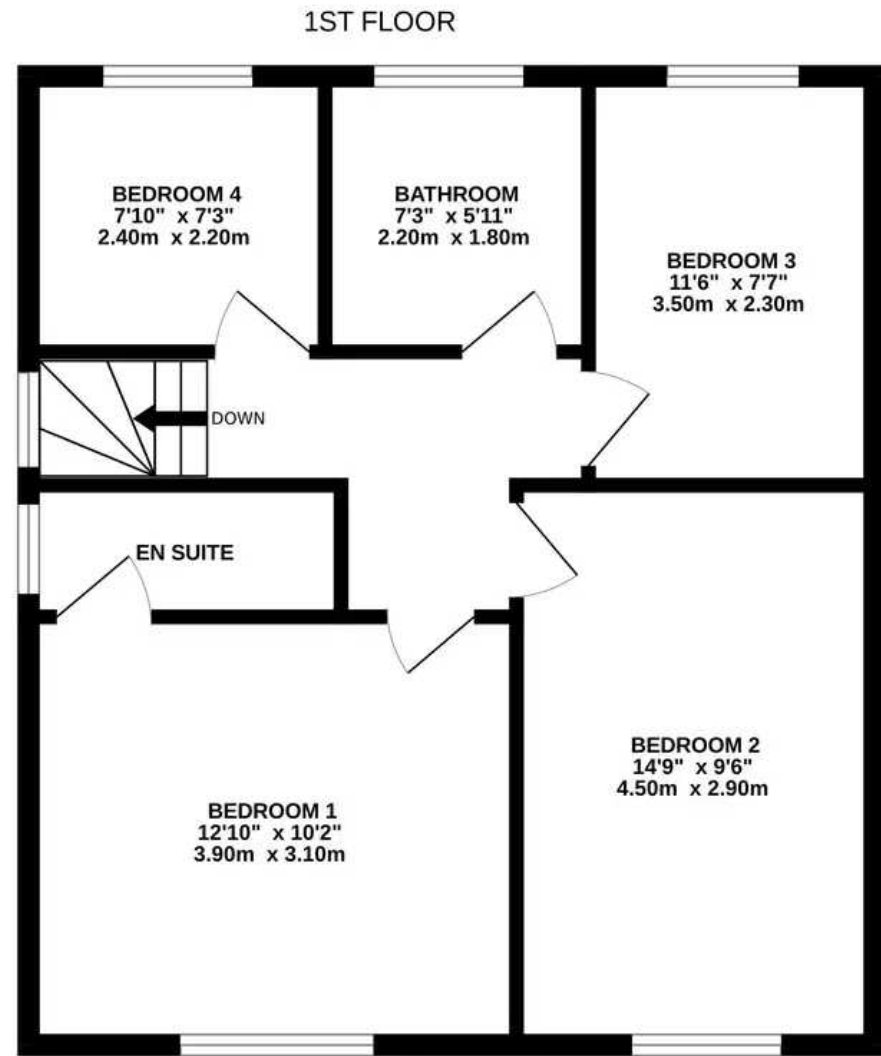 1ST FLOOR
BEDROOM 4
7'10" x 7'3"
2.40m x 2.20m
BATHROOM
7'3" x 5'11"
2.20m x 1.80m
BEDROOM 3
11'6" x 7'7"
3.50m x 2.30m
DOWN
EN SUITE
BEDROOM 2
14'9" x 9'6"
4.50m x 2.90m
BEDROOM 1
12'10" x 10'2"
3.90m x 3.10m